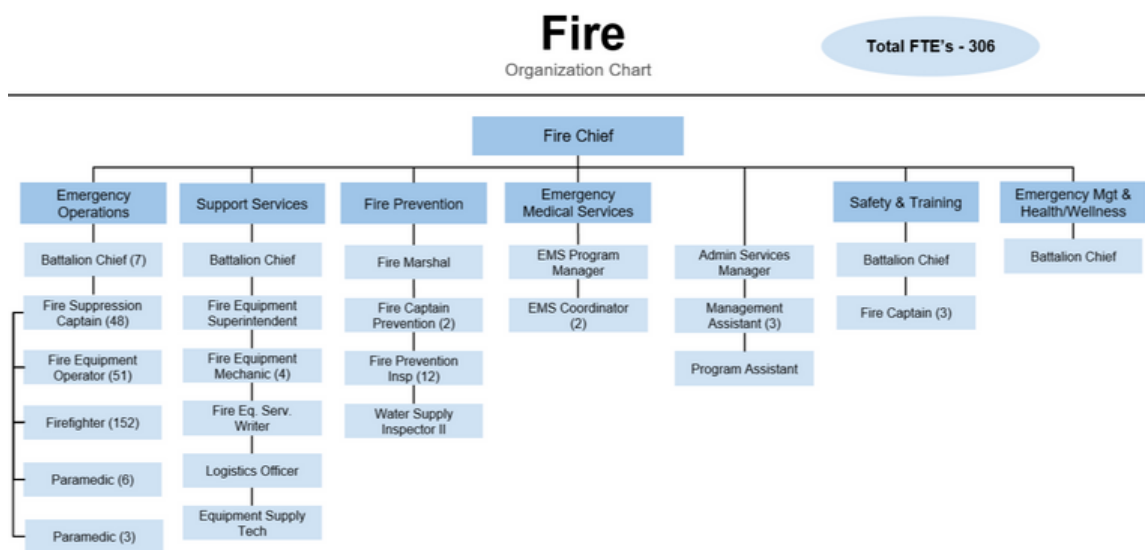 Fire
Organization Chart
Total FTE's - 306
Fire Chief
Emergency
Operations
Battalion Chief (7)
Fire Suppression
Captain (48)
Fire Equipment
Operator (51)
Firefighter (152)
Paramedic (6)
Paramedic (3)
Support Services
Battalion Chief
Fire Equipment
Superintendent
Fire Equipment
Mechanic (4)
Fire Eq. Serv.
Writer
Logistics Officer
Equipment Supply
Tech
Fire Prevention
Fire Marshal
Fire Captain
Prevention (2)
Fire Prevention
Insp (12)
Water Supply
Inspector II
Emergency
Medical Services
EMS Program
Manager
EMS Coordinator
(2)
Admin Services
Manager
Management
Assistant (3)
Program Assistant
Safety & Training
Battalion Chief
Fire Captain (3)
Emergency Mgt &
Health/Wellness
Battalion Chief